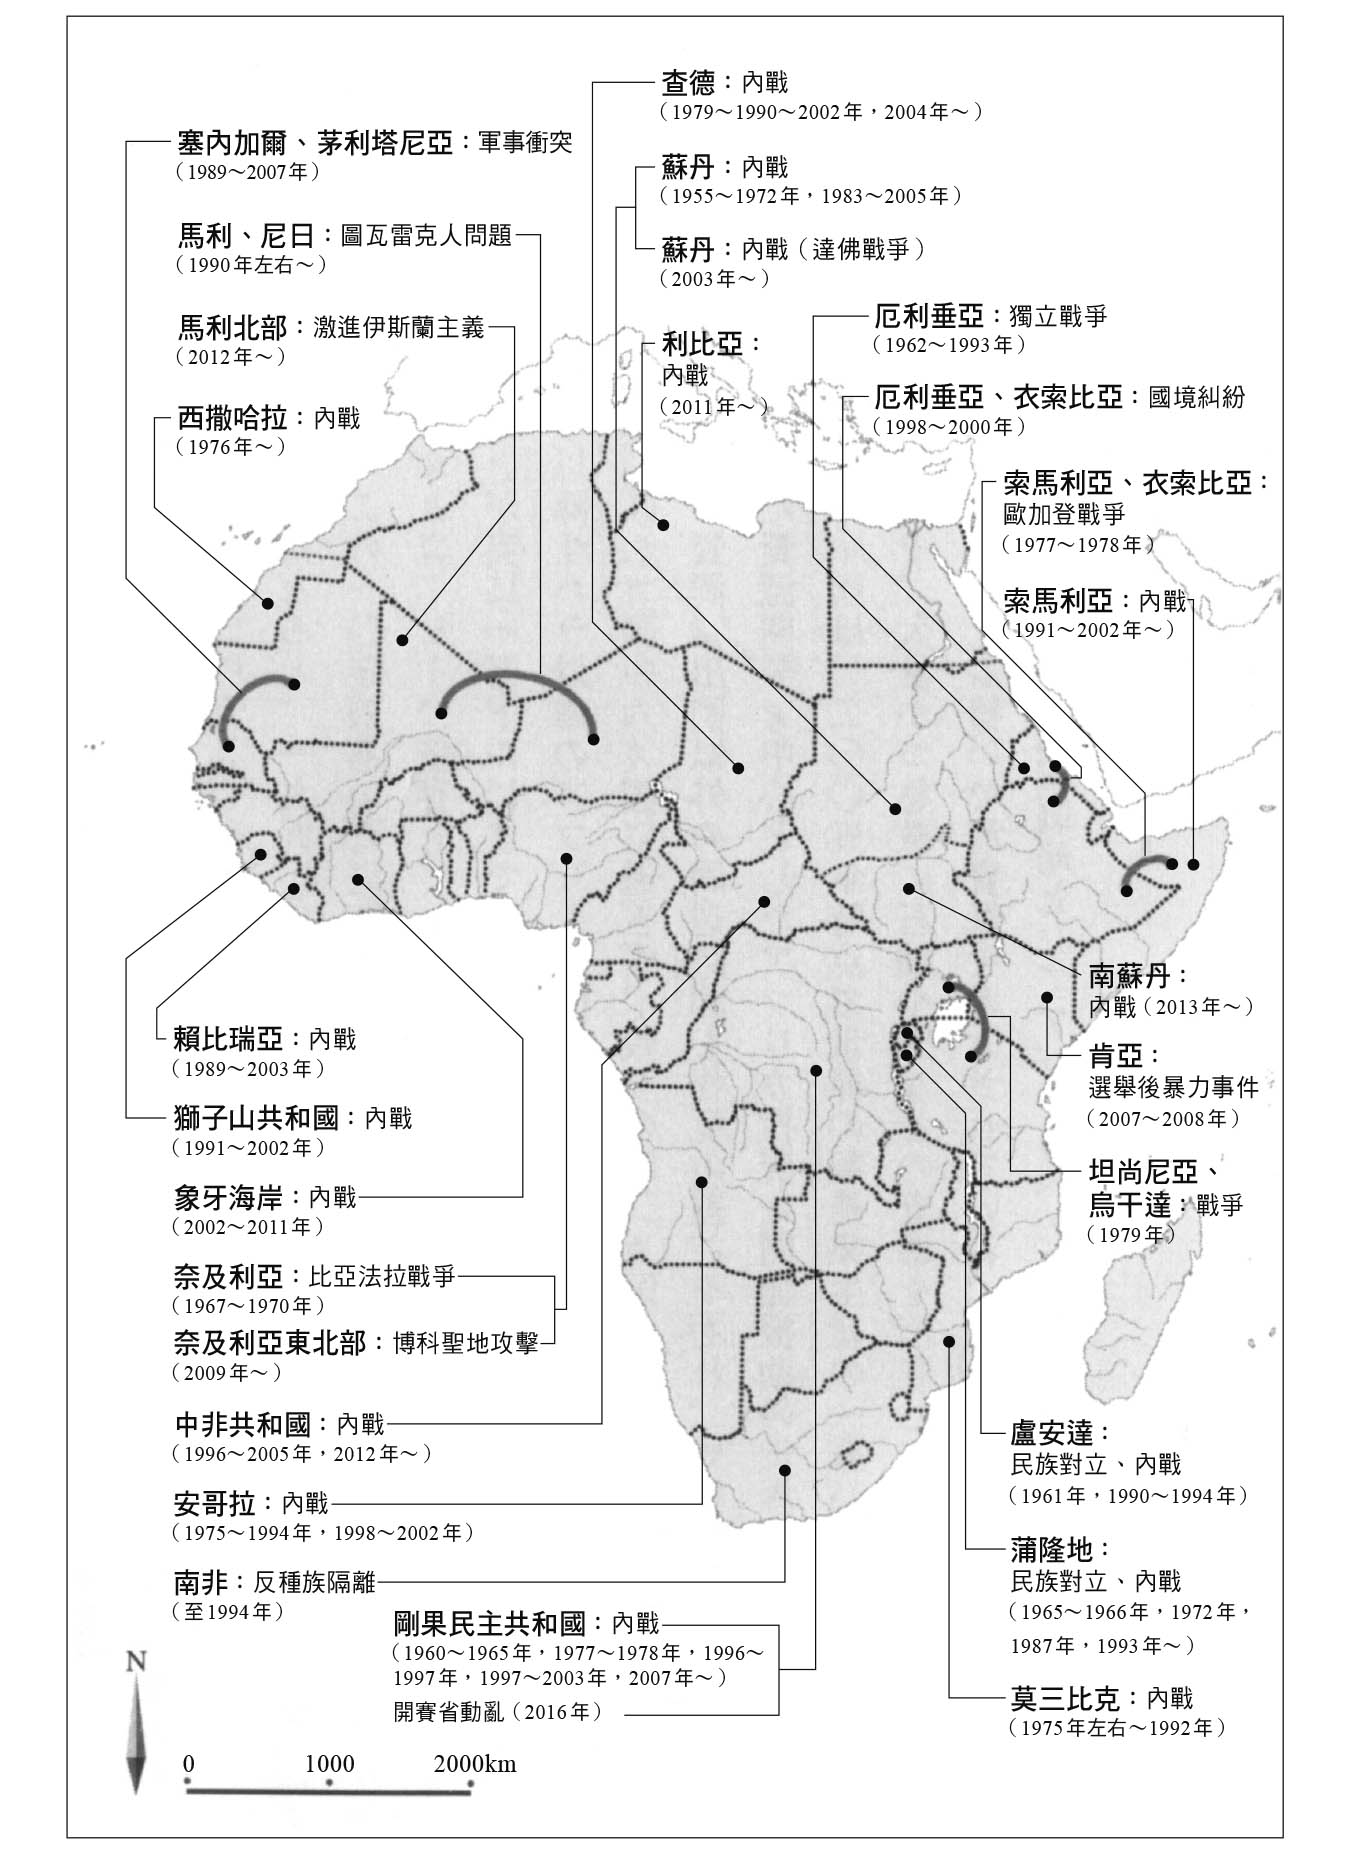 查德：內戰
（1979～1990～2002年，2004年～）
塞內加爾、茅利塔尼亞：軍事衝突
（1989～2007年）
蘇丹：內戰
（1955～1972年，1983～2005年）
馬利、尼日：圖瓦雷克人問題
（1990年左右～）
蘇丹：內戰（達佛戰爭）
（2003年～）
馬利北部：激進伊斯蘭主義
（2012年～）
利比亞：
內戰
（2011年～）
厄利垂亞：獨立戰爭
（1962～1993年）
厄利垂亞、衣索比亞：國境糾紛
（1998～2000年）
西撒哈拉：內戰
（1976年～）
索馬利亞、衣索比亞：
歐加登戰爭
（1977～1978年）
索馬利亞：內戰
（1991～2002年～）
南蘇丹：
內戰（2013年～）
肯亞：
選舉後暴力事件
（2007～2008年）
坦尚尼亞、
烏干達：戰爭
（1979年）
賴比瑞亞：內戰
（1989～2003年）
獅子山共和國：內戰
（1991～2002年）
象牙海岸：內戰
（2002～2011年）
奈及利亞：比亞法拉戰爭
（1967～1970年）
奈及利亞東北部：博科聖地攻擊
（2009年～）
中非共和國：內戰
（1996～2005年，2012年～）
安哥拉：內戰
（1975～1994年，1998～2002年）
南非：反種族隔離
（至1994年）
剛果民主共和國：內戰
（1960～1965年，1977～1978年，1996～
1997年，1997～2003年，2007年～）
開賽省動亂（2016年）
盧安達：
民族對立、內戰
（1961年，1990～1994年）
蒲隆地：
民族對立、內戰
（1965～1966年，1972年，
1987年，1993年～）
莫三比克：內戰
（1975年左右～1992年）
N
0 1000 2000km